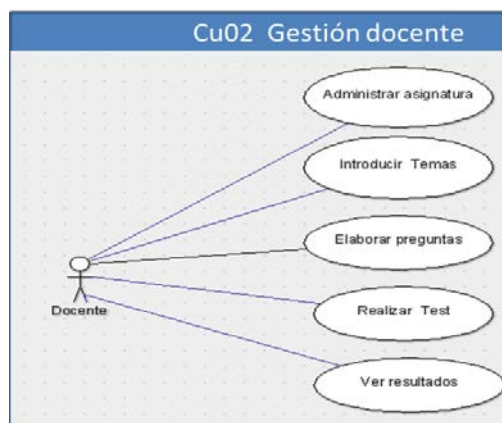 Cu02 Gestión docente
Administrar asignatura
Introducir Temas
Elaborar preguntas
Docente
Realizar Test
Ver resultados